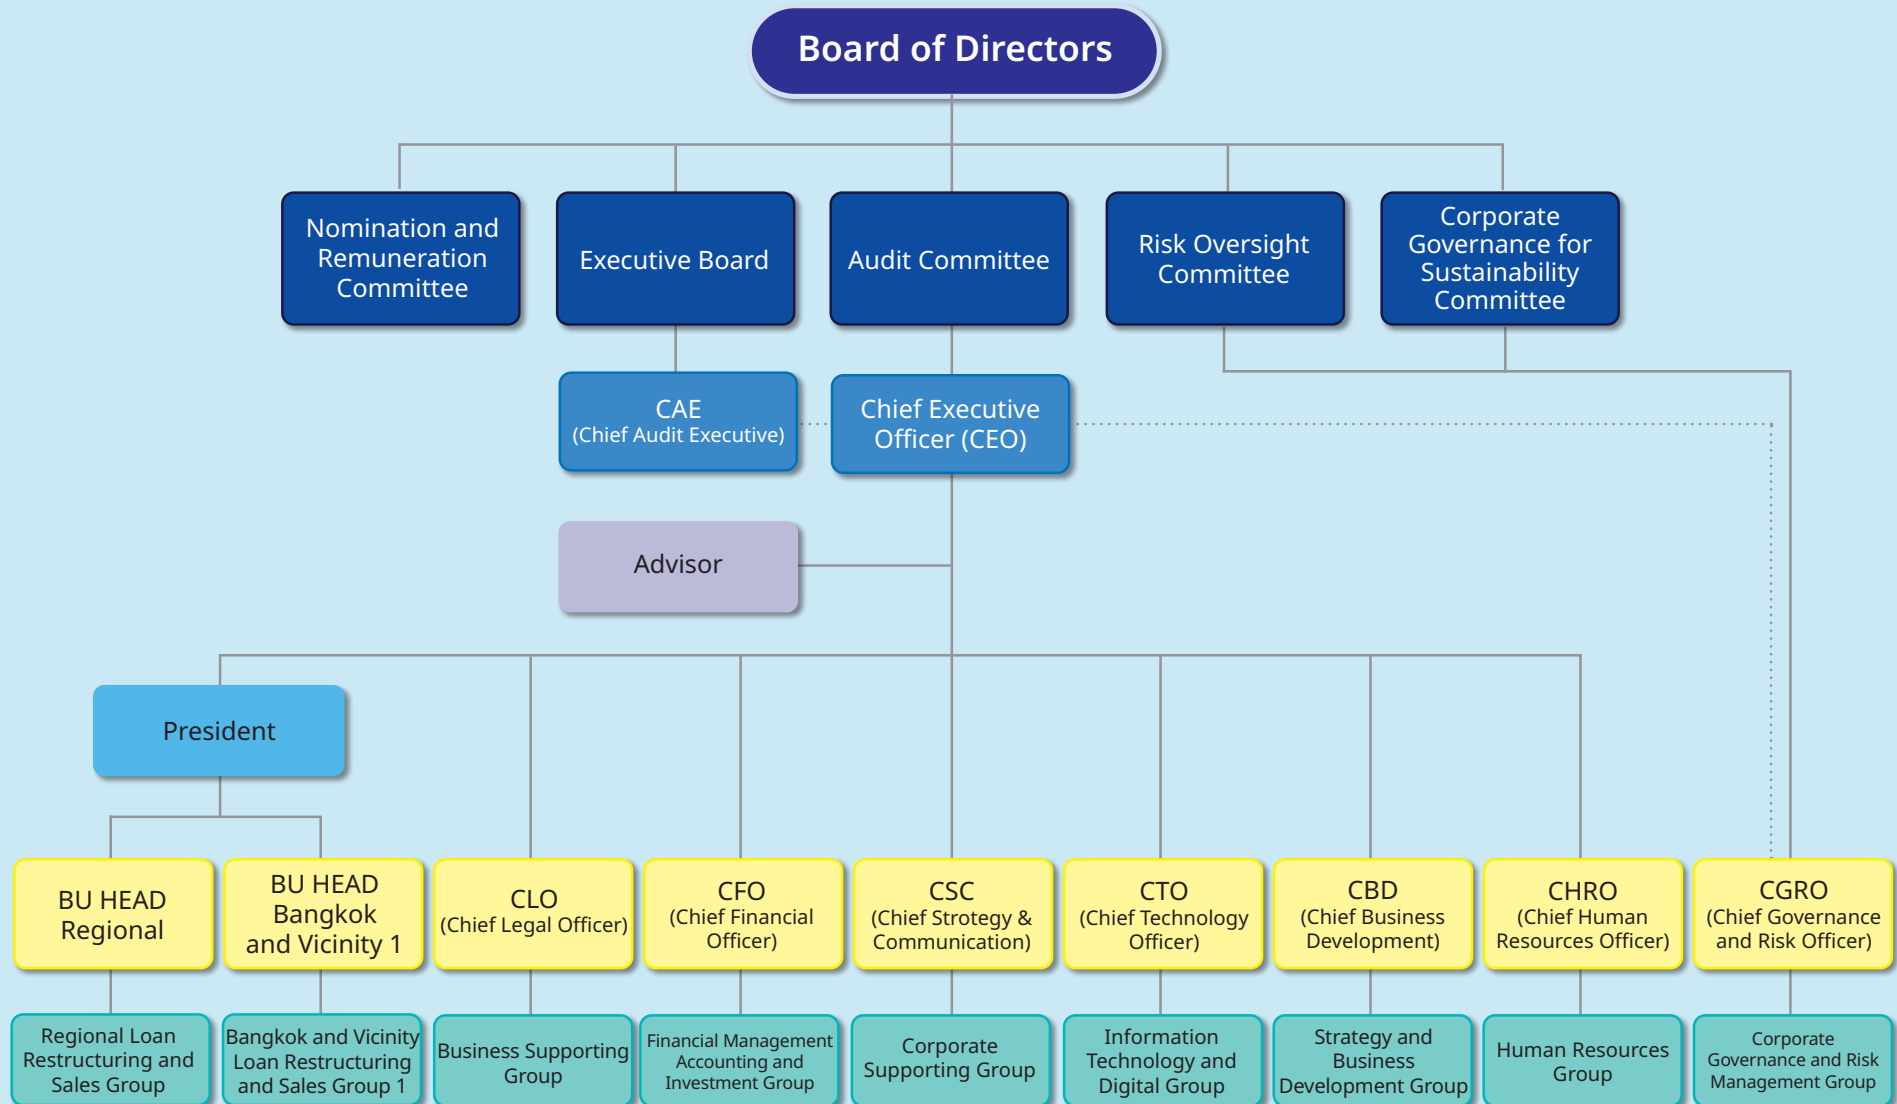 Board of Directors
Nomination and
Remuneration
Committee
Executive Board
Audit Committee
Risk Oversight
Committee
Corporate
Governance for
Sustainability
Committee
CAE
(Chief Audit Executive)
Chief Executive
Officer (CEO)
Advisor
President
BU HEAD
Regional
BU HEAD
Bangkok
and Vicinity 1
CLO
(Chief Legal Officer)
CFO
(Chief Financial
Officer)
CSC
(Chief Strotegy &
Communication)
CTO
(Chief Technology
Officer)
CBD
(Chief Business
Development)
CHRO
(Chief Human
Resources Officer)
CGRO
(Chief Governance
and Risk Officer)
Regional Loan
Restructuring and
Sales Group
Bangkok and Vicinity
Loan Restructuring
and Sales Group 1
Business Supporting
Group
Financial Management
Accounting and
Investment Group
Corporate
Supporting Group
Information
Technology and
Digital Group
Strategy and
Business
Development Group
Human Resources
Group
Corporate
Governance and Risk
Management Group